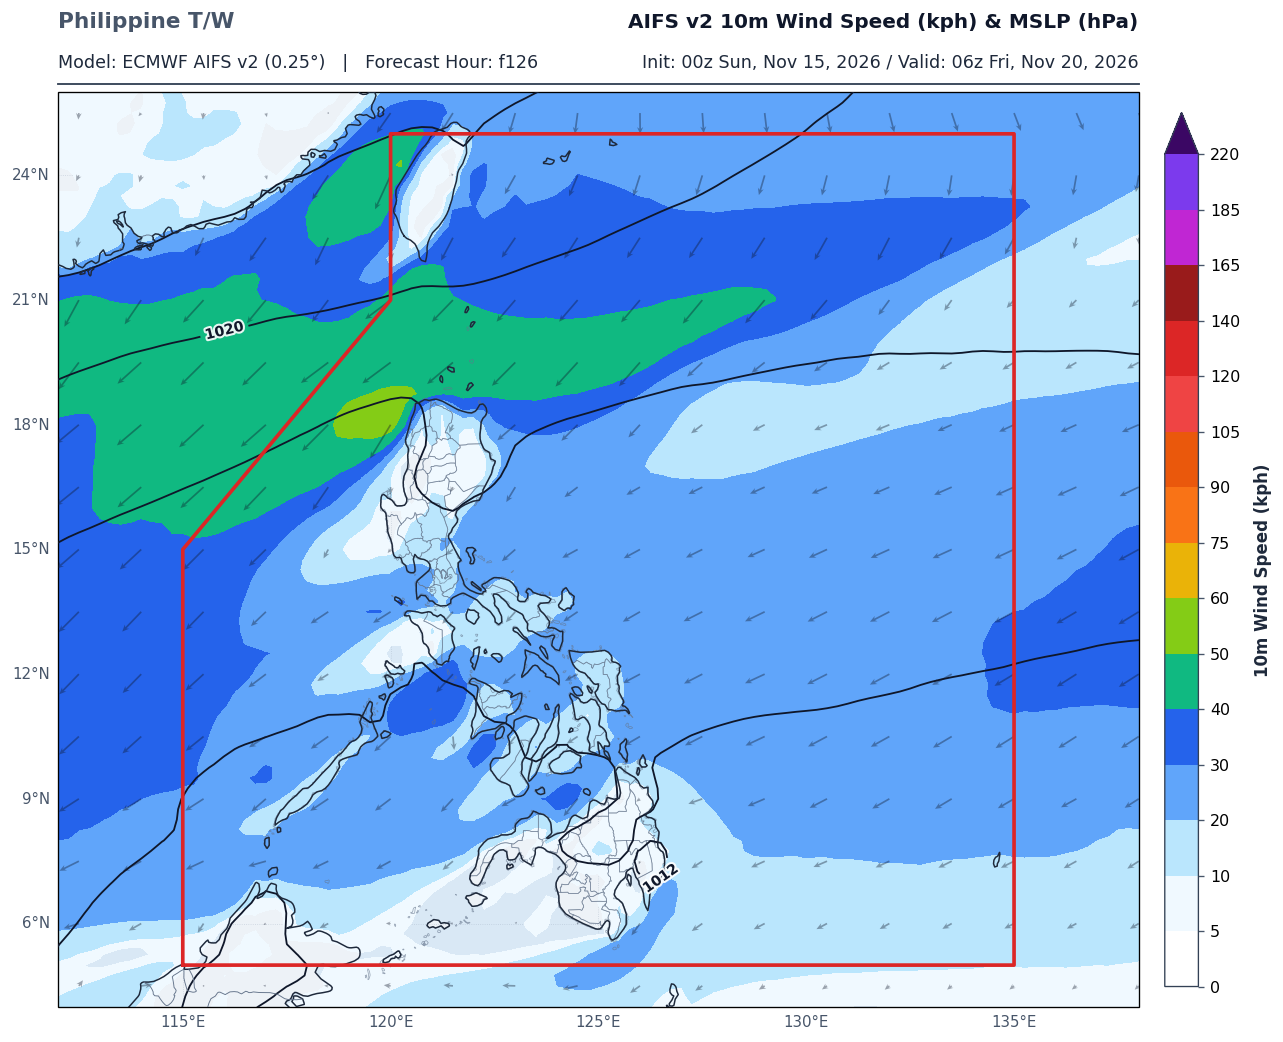 Philippine T/W
AIFS v2 10m Wind Speed (kph) & MSLP (hPa)
Model: ECMWF AIFS v2 (0.25°) | Forecast Hour: f126
Init: 00z Sun, Nov 15, 2026 / Valid: 06z Fri, Nov 20, 2026
24°N
21°N
18°N
15°N
12°N
9°N
6°N
1020
1012
115°E
120°E
125°E
130°E
135°E
220
185
165
140
120
105
90
75
60
50
40
30
20
10
5
0
10m Wind Speed (kph)